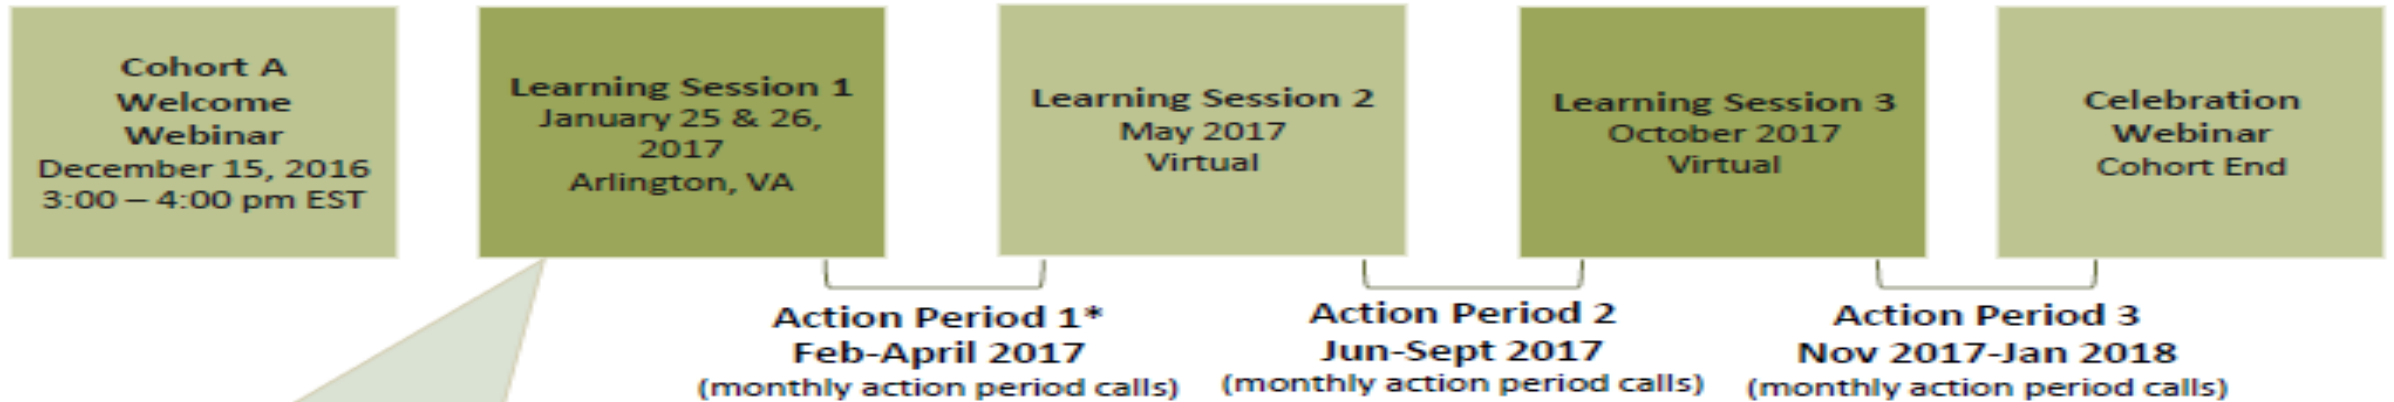 Cohort A
Welcome
Webinar
December 15, 2016
3:00 – 4:00 pm EST
Learning Session 1
January 25 & 26,
2017
Arlington, VA
Learning Session 2
May 2017
Virtual
Learning Session 3
October 2017
Virtual
Celebration
Webinar
Cohort End
Action Period 1*
Feb-April 2017
(monthly action period calls)
Action Period 2
Jun-Sept 2017
(monthly action period calls)
Action Period 3
Nov 2017-Jan 2018
(monthly action period calls)